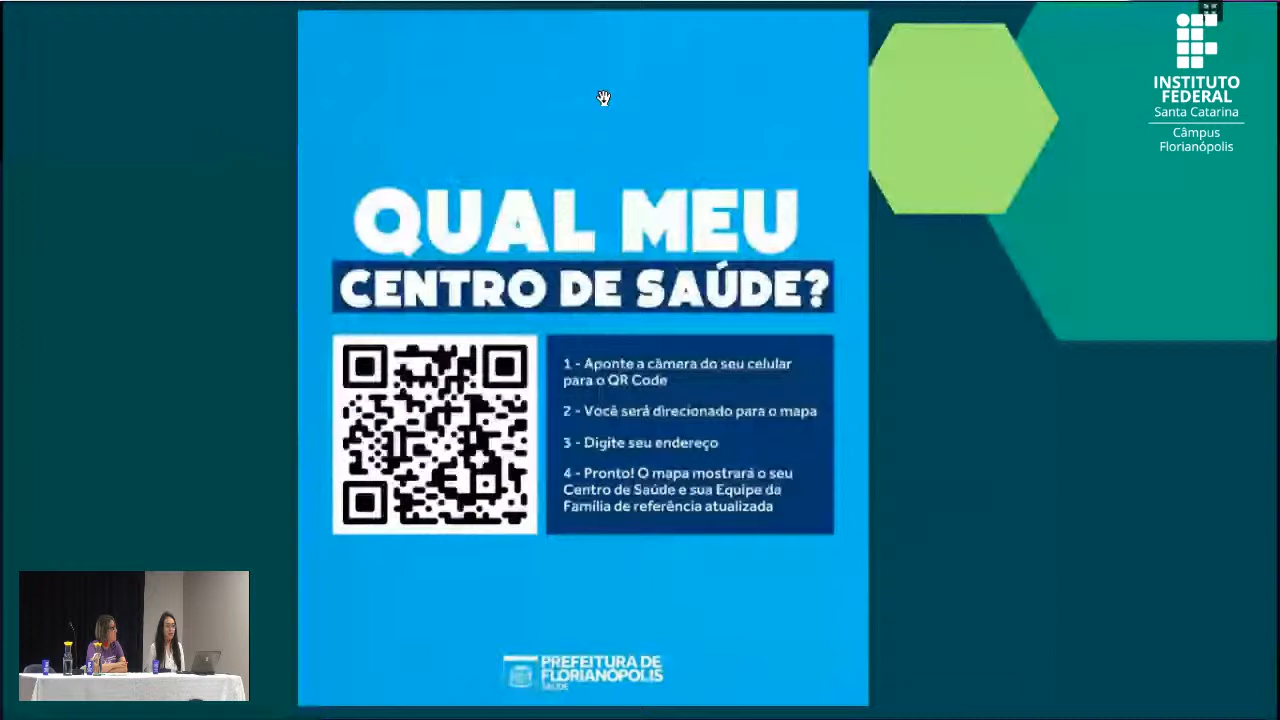 QUAL MEU
CENTRO DE SAÚDE?
1 - Aponte a câmera do seu celular
para o QR Code
2 - Você será direcionado para o mapa
3 - Digite seu endereço
4 - Pronto! O mapa mostrará o seu
Centro de Saúde e sua Equipe da
Família de referência atualizada
PREFEITURA DE
FLORIANÓPOLIS
SAÚDE
INSTITUTO
FEDERAL
Santa Catarina
Câmpus
Florianópolis